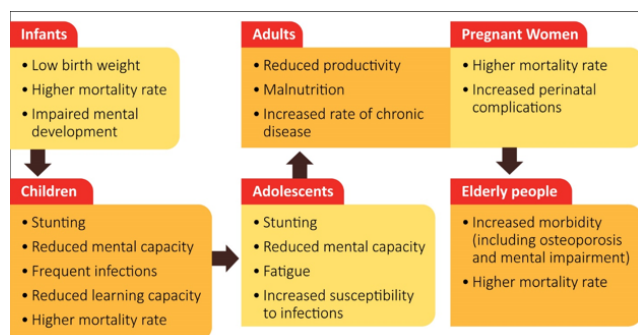 Infants
• Low birth weight
• Higher mortality rate
• Impaired mental
development
Children
• Stunting
• Reduced mental capacity
• Frequent infections
• Reduced learning capacity
• Higher mortality rate
Adolescents
• Stunting
• Reduced mental capacity
• Fatigue
• Increased susceptibility
to infections
Adults
• Reduced productivity
• Malnutrition
• Increased rate of chronic
disease
Pregnant Women
• Higher mortality rate
• Increased perinatal
complications
Elderly people
• Increased morbidity
(including osteoporosis
and mental impairment)
• Higher mortality rate